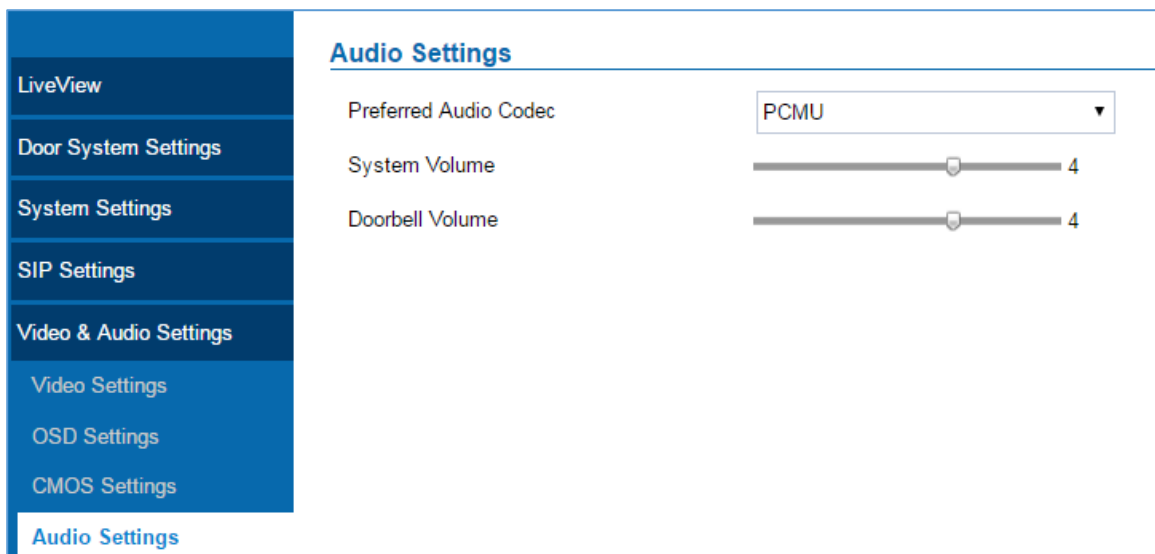 LiveView
Door System Settings
System Settings
SIP Settings
Video & Audio Settings
Video Settings
OSD Settings
CMOS Settings
Audio Settings
Audio Settings
Preferred Audio Codec PCMU
System Volume 4
Doorbell Volume 4